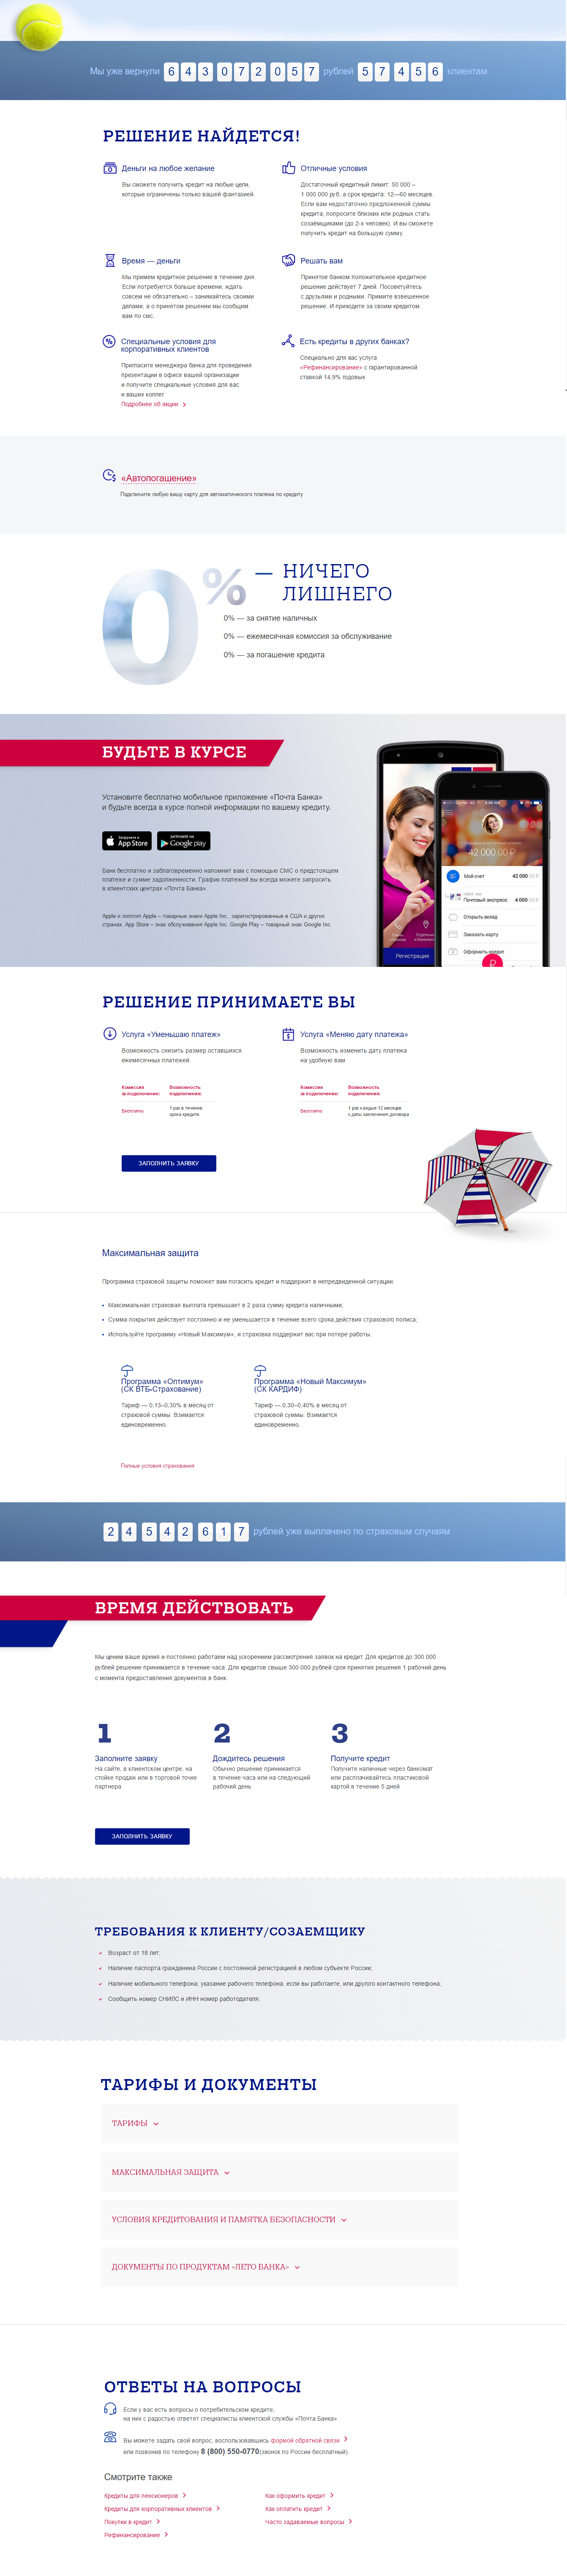 Мы уже вернули 643 072 057 рублей 57 456 клиентам
РЕШЕНИЕ НАЙДЕТСЯ!
Деньги на любое желание
Вы сможете получить кредит на любые цели,
которые ограничены только вашей фантазией.
Отличные условия
Достаточный кредитный лимит: 50 000 –
1 000 000 руб, а срок кредита: 12—60 месяцев.
Если вам недостаточно предложенной суммы
кредита, попросите близких или родных стать
созаёмщиками (до 2-х человек). И вы сможете
получить кредит на большую сумму.
Время — деньги
Мы примем кредитное решение в течение дня.
Если потребуется больше времени, ждать
совсем не обязательно – занимайтесь своими
делами, а о принятом решении мы сообщим
вам по смс.
Решать вам
Принятое банком положительное кредитное
решение действует 7 дней. Посоветуйтесь
с друзьями и родными. Примите взвешенное
решение. И приходите за своим кредитом.
Специальные условия для
корпоративных клиентов
Пригласите менеджера банка для проведения
презентации в офисе вашей организации
и получите специальные условия для вас
и ваших коллег
Подробнее об акции
Есть кредиты в других банках?
Специально для вас услуга
«Рефинансирование» с гарантированной
ставкой 14,9% годовых
«Автопогашение»
Подключите любую вашу карту для автоматического платежа по кредиту
0% — НИЧЕГО
ЛИШНЕГО
0% — за снятие наличных
0% — ежемесячная комиссия за обслуживание
0% — за погашение кредита
БУДЬТЕ В КУРСЕ
Установите бесплатно мобильное приложение «Почта Банка»
и будьте всегда в курсе полной информации по вашему кредиту.
Загрузите в
App Store
ЗАГРУЗИТЕ НА
Google play
Банк бесплатно и заблаговременно напомнит вам с помощью СМС о предстоящем
платеже и сумме задолженности. График платежей вы всегда можете запросить
в клиентских центрах «Почта Банка».
Apple и логотип Apple – товарные знаки Apple Inc., зарегистрированные в США и других
странах. App Store – знак обслуживания Apple Inc. Google Play – товарный знак Google Inc.
42 000.00 ₽
Мой счет 42 000.00 ₽
Почтовый экспресс 4 000.00 ₽
Открыть вклад
Заказать карту
Оформить кредит
Регистрация
РЕШЕНИЕ ПРИНИМАЕТЕ ВЫ
Услуга «Уменьшаю платеж»
Возможность снизить размер оставшихся
ежемесячных платежей.
Комиссия
за подключение:
Возможность
подключения:
Бесплатно
1 раз в течение
срока кредита
Услуга «Меняю дату платежа»
Возможность изменить дату платежа
на удобную вам
Комиссия
за подключение:
Возможность
подключения:
Бесплатно
1 раз каждые 12 месяцев
с даты заключения договора
ЗАПОЛНИТЬ ЗАЯВКУ
Максимальная защита
Программа страховой защиты поможет вам погасить кредит и поддержит в непредвиденной ситуации.
• Максимальная страховая выплата превышает в 2 раза сумму кредита наличными;
• Сумма покрытия действует постоянно и не уменьшается в течение всего срока действия страхового полиса;
• Используйте программу «Новый Максимум», и страховка поддержит вас при потере работы.
Программа «Оптимум»
(СК ВТБ-Страхование)
Тариф — 0,13–0,30% в месяц от
страховой суммы. Взимается
единовременно.
Программа «Новый Максимум»
(СК КАРДИФ)
Тариф — 0,30–0,40% в месяц от
страховой суммы. Взимается
единовременно.
Полные условия страхования
24 542 617 рублей уже выплачено по страховым случаям
ВРЕМЯ ДЕЙСТВОВАТЬ
Мы ценим ваше время и постоянно работаем над ускорением рассмотрения заявок на кредит. Для кредитов до 300 000
рублей решение принимается в течение часа. Для кредитов свыше 300 000 рублей срок принятия решения 1 рабочий день
с момента предоставления документов в банк.
1
Заполните заявку
На сайте, в клиентском центре, на
стойке продаж или в торговой точке
партнера
2
Дождитесь решения
Обычно решение принимается
в течение часа или на следующий
рабочий день
3
Получите кредит
Получите наличные через банкомат
или расплачивайтесь пластиковой
картой в течение 5 дней
ЗАПОЛНИТЬ ЗАЯВКУ
ТРЕБОВАНИЯ К КЛИЕНТУ/СОЗАЕМЩИКУ
Возраст от 18 лет;
Наличие паспорта гражданина России с постоянной регистрацией в любом субъекте России;
Наличие мобильного телефона; указание рабочего телефона, если вы работаете, или другого контактного телефона;
Сообщить номер СНИЛС и ИНН номер работодателя;
ТАРИФЫ И ДОКУМЕНТЫ
ТАРИФЫ
МАКСИМАЛЬНАЯ ЗАЩИТА
УСЛОВИЯ КРЕДИТОВАНИЯ И ПАМЯТКА БЕЗОПАСНОСТИ
ДОКУМЕНТЫ ПО ПРОДУКТАМ «ЛЕТО БАНКА»
ОТВЕТЫ НА ВОПРОСЫ
Если у вас есть вопросы о потребительском кредите,
на них с радостью ответят специалисты клиентской службы «Почта Банка»
Вы можете задать свой вопрос, воспользовавшись формой обратной связи
или позвонив по телефону 8 (800) 550-0770 (звонок по России бесплатный).
Смотрите также
Кредиты для пенсионеров
Кредиты для корпоративных клиентов
Покупки в кредит
Рефинансирование
Как оформить кредит
Как оплатить кредит
Часто задаваемые вопросы